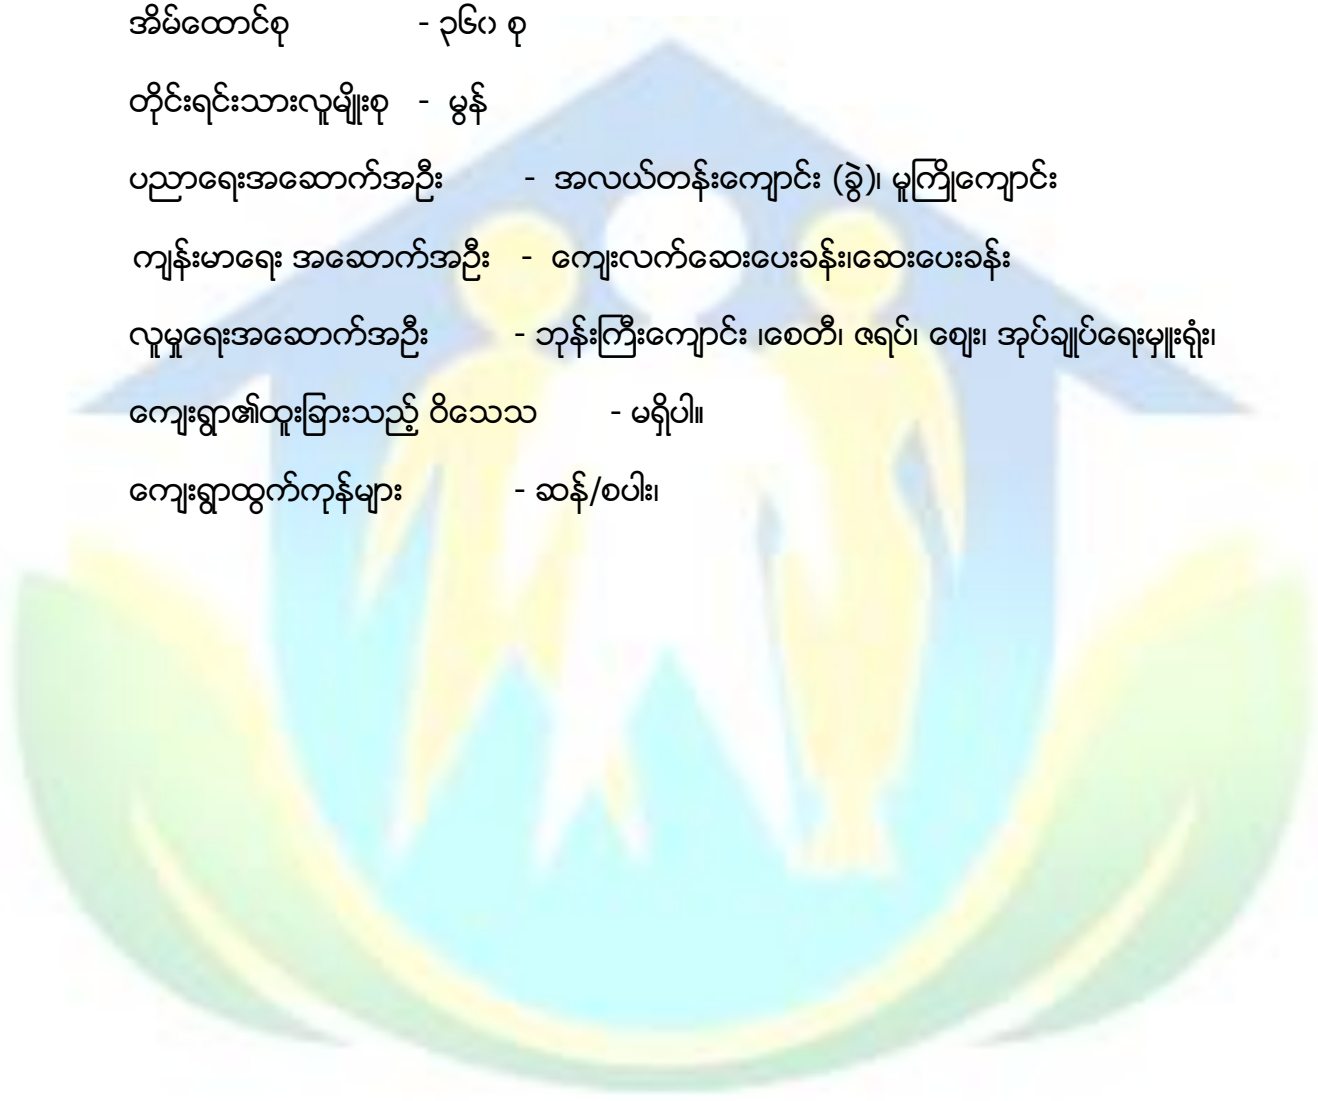 အိမ်ထောင်စု - ၃၆၀ စု
တိုင်းရင်းသားလူမျိုးစု - မွန်
ပညာရေးအဆောက်အဦး - အလယ်တန်းကျောင်း (ခွဲ)၊ မူကြိုကျောင်း
ကျန်းမာရေး အဆောက်အဦး - ကျေးလက်ဆေးပေးခန်း၊ဆေးပေးခန်း
လူမှုရေးအဆောက်အဦး - ဘုန်းကြီးကျောင်း ၊စေတီ၊ ဇရပ်၊ ဈေး၊ အုပ်ချုပ်ရေးမှူးရုံး၊
ကျေးရွာ၏ထူးခြားသည့် ဝိသေသ - မရှိပါ။
ကျေးရွာထွက်ကုန်များ - ဆန်/စပါး၊